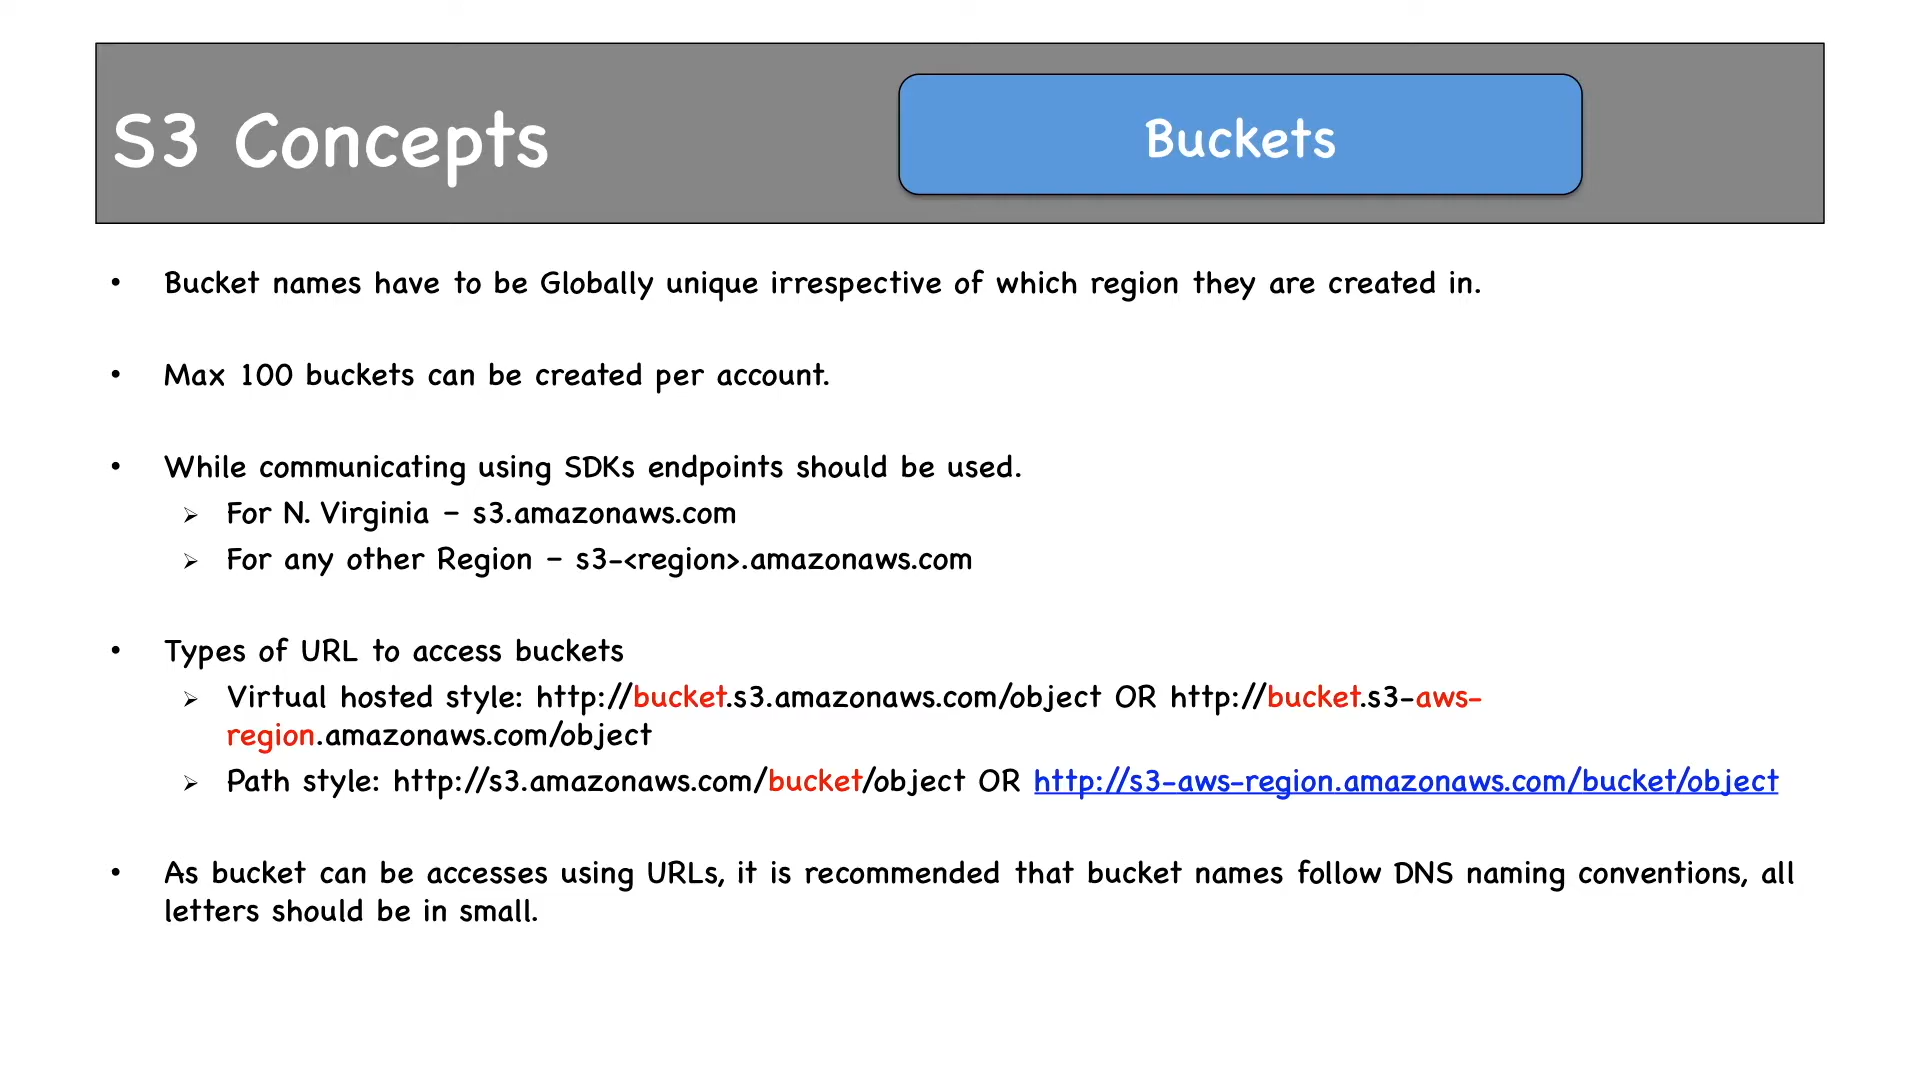 S3 Concepts
Buckets
• Bucket names have to be Globally unique irrespective of which region they are created in.
• Max 100 buckets can be created per account.
• While communicating using SDKs endpoints should be used.
➢ For N. Virginia – s3.amazonaws.com
➢ For any other Region – s3-<region>.amazonaws.com
• Types of URL to access buckets
➢ Virtual hosted style: http://bucket.s3.amazonaws.com/object OR http://bucket.s3-aws-
region.amazonaws.com/object
➢ Path style: http://s3.amazonaws.com/bucket/object OR http://s3-aws-region.amazonaws.com/bucket/object
• As bucket can be accesses using URLs, it is recommended that bucket names follow DNS naming conventions, all
letters should be in small.